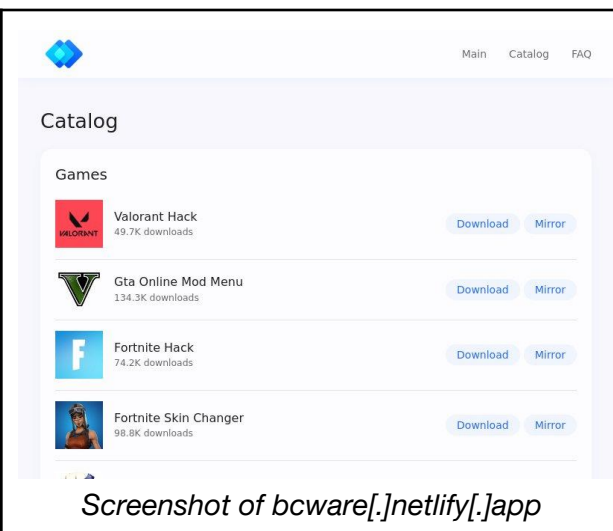 Main Catalog FAQ
Catalog
Games
VALORANT
Valorant Hack
49.7K downloads
Download Mirror
V
Gta Online Mod Menu
134.3K downloads
Download Mirror
F
Fortnite Hack
74.2K downloads
Download Mirror
Fortnite Skin Changer
98.8K downloads
Download Mirror
Screenshot of bcware[.]netlify[.]app